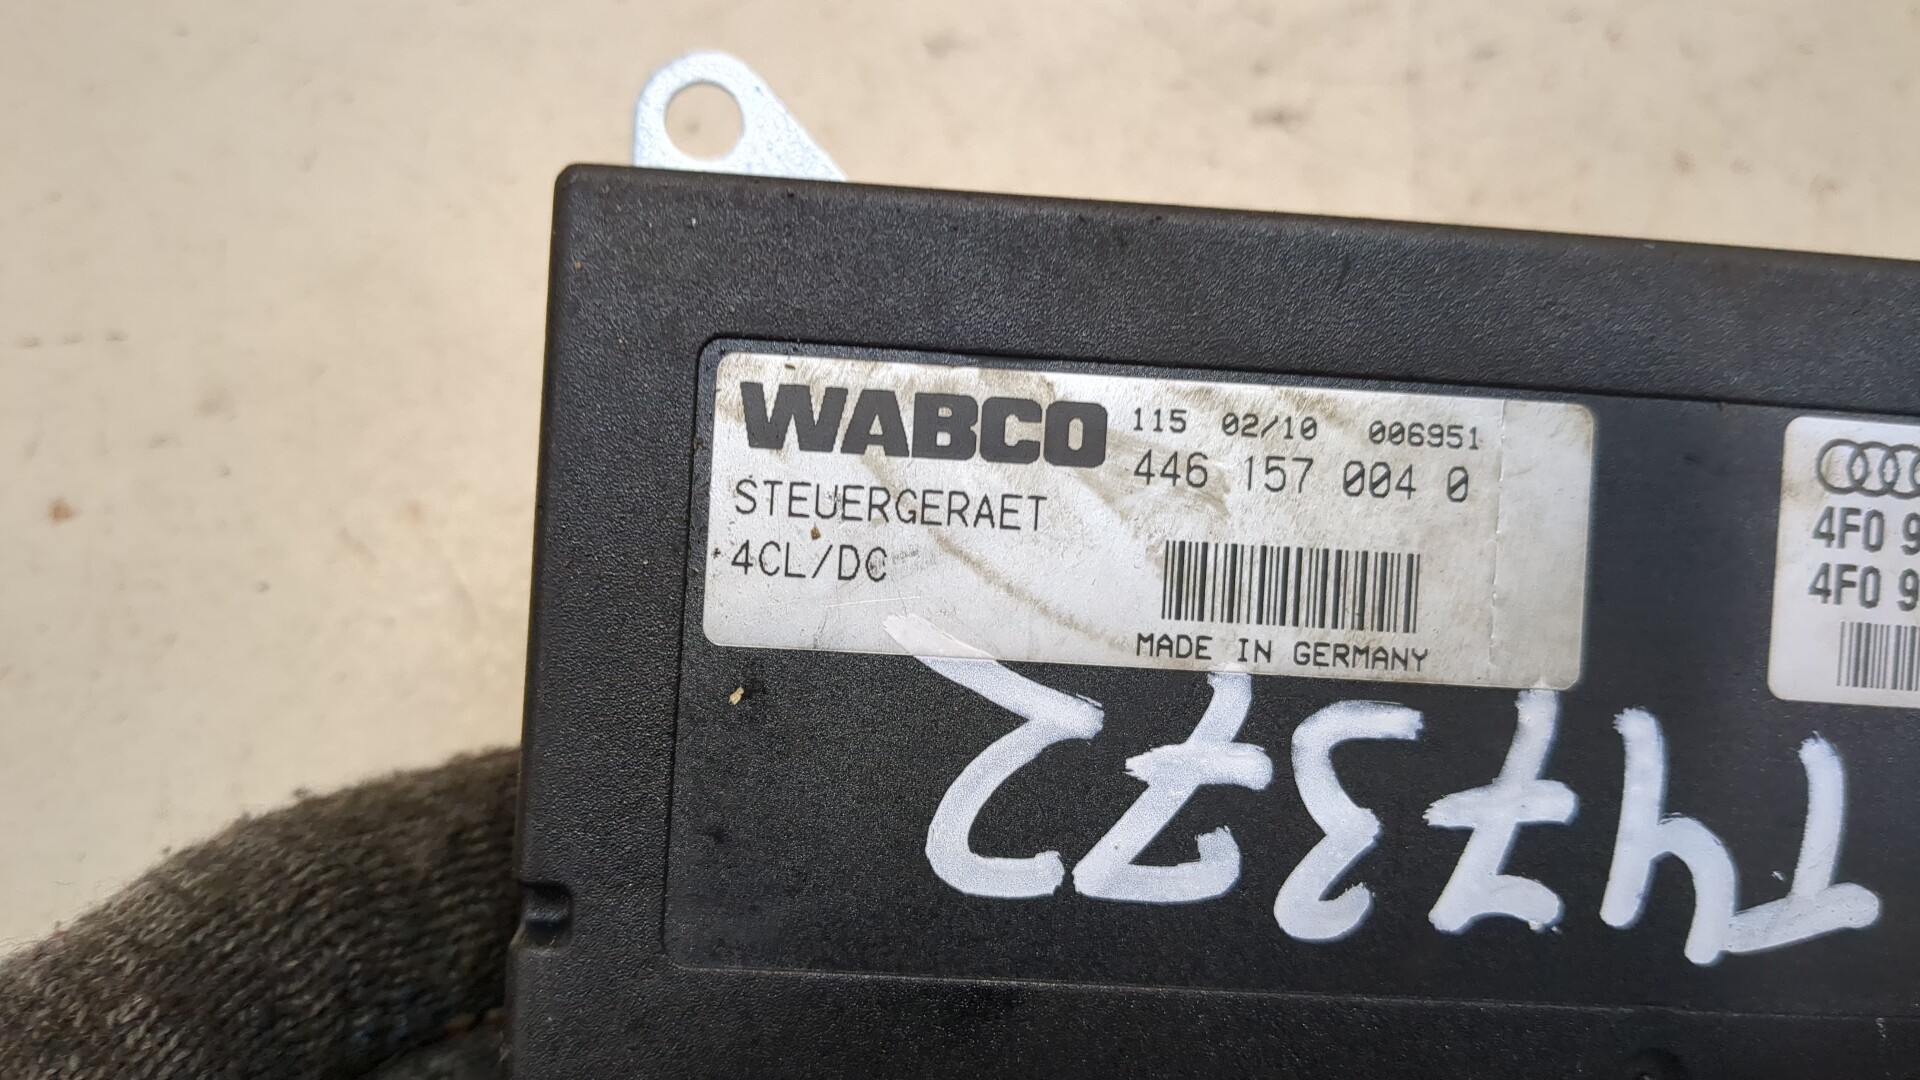 WABCO 115 02/10 006951
446 157 004 0
STEUERGERAET
4CL/DC
MADE IN GERMANY
4F0 9
4F0 9
T47372